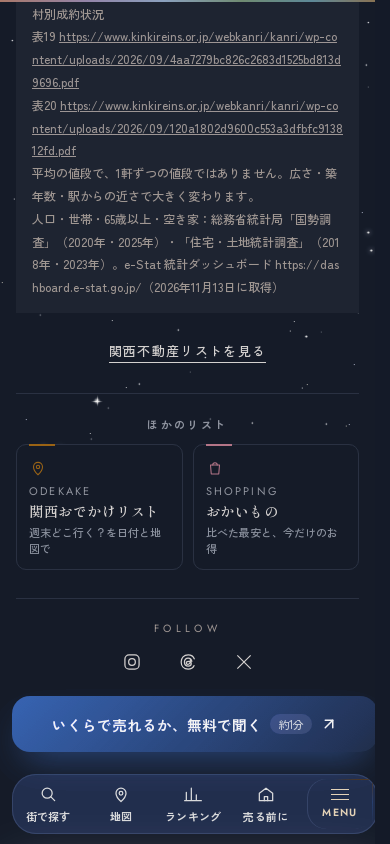 村別成約状況
表19 https://www.kinkireins.or.jp/webkanri/kanri/wp-co
ntent/uploads/2026/09/4aa7279bc826c2683d1525bd813d
9696.pdf
表20 https://www.kinkireins.or.jp/webkanri/kanri/wp-co
ntent/uploads/2026/09/120a1802d9600c553a3dfbfc9138
12fd.pdf
平均の値段で、1軒ずつの値段ではありません。広さ・築
年数・駅からの近さで大きく変わります。
人口・世帯・65歳以上・空き家：総務省統計局「国勢調
査」（2020年・2025年）・「住宅・土地統計調査」（201
8年・2023年）。e-Stat 統計ダッシュボード https://das
hboard.e-stat.go.jp/（2026年11月13日に取得）
関西不動産リストを見る
ほかのリスト
ODEKAKE
関西おでかけリスト
週末どこ行く？を日付と地
図で
SHOPPING
おかいもの
比べた最安と、今だけのお
得
FOLLOW
いくらで売れるか、無料で聞く 約1分
街で探す 地図 ランキング 売る前に MENU